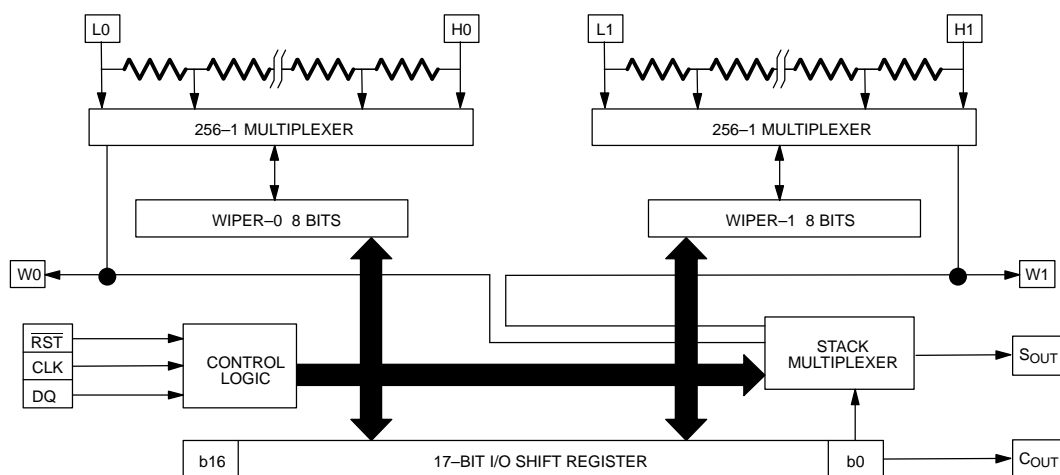 L0
H0
L1
H1
256–1 MULTIPLEXER
256–1 MULTIPLEXER
WIPER–0 8 BITS
WIPER–1 8 BITS
W0
W1
RST
CLK
DQ
CONTROL
LOGIC
STACK
MULTIPLEXER
SOUT
b16
17–BIT I/O SHIFT REGISTER
b0
COUT